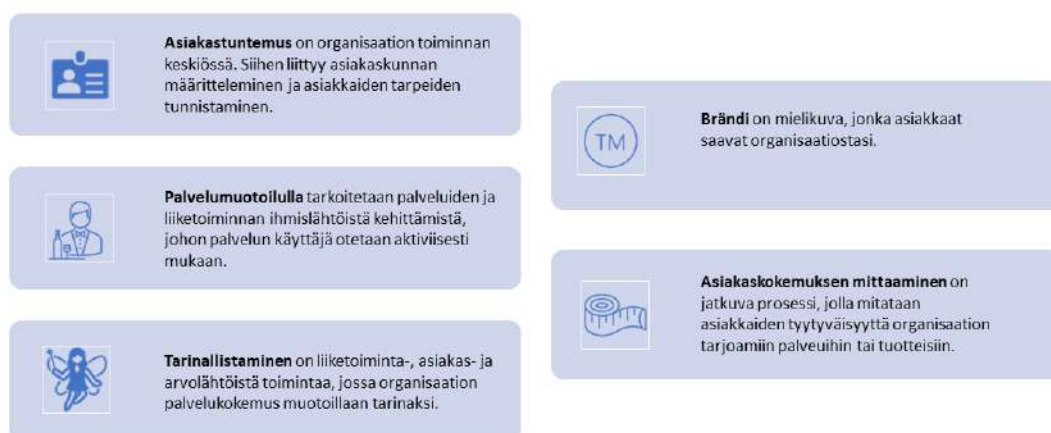 Asiakastuntemus on organisaation toiminnan
keskiössä. Siihen liittyy asiakaskunnan
määritteleminen ja asiakkaiden tarpeiden
tunnistaminen.
Palvelumuotoilulla tarkoitetaan palveluiden ja
liiketoiminnan ihmislähtöistä kehittämistä,
johon palvelun käyttäjä otetaan aktiivisesti
mukaan.
Tarinallistaminen on liiketoiminta-, asiakas- ja
arvolähtöistä toimintaa, jossa organisaation
palvelukokemus muotoillaan tarinaksi.
TM
Brändi on mielikuva, jonka asiakkaat
saavat organisaatiostasi.
Asiakaskokemuksen mittaaminen on
jatkuva prosessi, jolla mitataan
asiakkaiden tyytyväisyyttä organisaation
tarjoamiin palveuihin tai tuotteisiin.